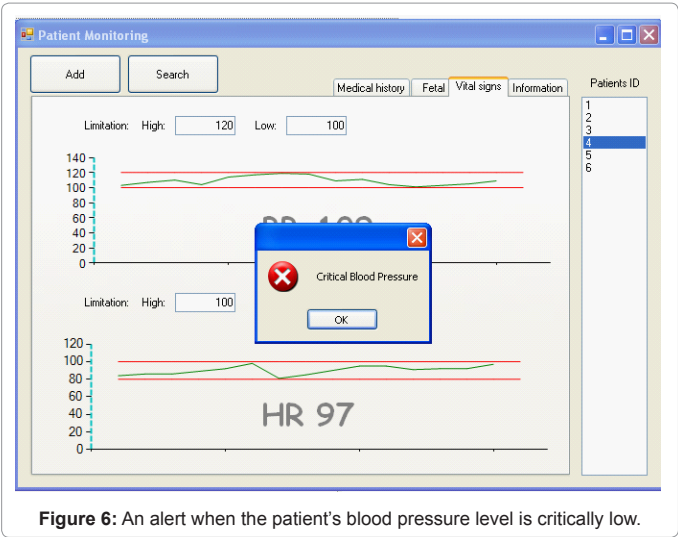 Patient Monitoring
Add
Search
Medical history
Fetal
Vital signs
Information
Patients ID
1
2
3
4
5
6
Limitation: High: 120 Low: 100
140
120
100
80
60
40
20
0
Critical Blood Pressure
OK
Limitation: High: 100
120
100
80
60
40
20
0
HR 97
Figure 6: An alert when the patient's blood pressure level is critically low.